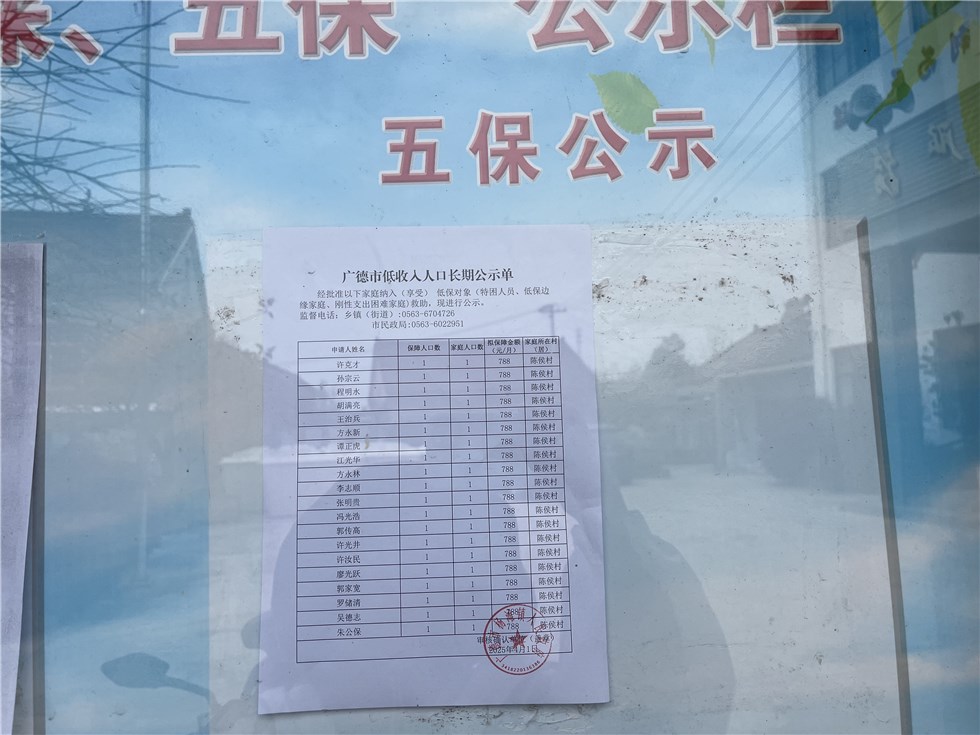 保、五保 公示栏
五保公示
广德市低收入人口长期公示单
经批准以下家庭纳入（享受） 低保对象（特困人员、低保边
缘家庭、刚性支出困难家庭)救助，现进行公示。
监督电话：乡镇（街道）:0563-6704726
市民政局:0563-6022951
申请人姓名 保障人口数 家庭人口数 拟保障金额（元/月） 家庭所在村（居）
许克才 1 1 788 陈侯村
孙宗云 1 1 788 陈侯村
程明水 1 1 788 陈侯村
胡满亮 1 1 788 陈侯村
王治兵 1 1 788 陈侯村
方永新 1 1 788 陈侯村
谭正虎 1 1 788 陈侯村
江光华 1 1 788 陈侯村
方永林 1 1 788 陈侯村
李志顺 1 1 788 陈侯村
张明贵 1 1 788 陈侯村
冯光浩 1 1 788 陈侯村
郭传高 1 1 788 陈侯村
许光井 1 1 788 陈侯村
许汝民 1 1 788 陈侯村
廖光跃 1 1 788 陈侯村
郭家宽 1 1 788 陈侯村
罗储清 1 1 788 陈侯村
吴德志 1 1 788 陈侯村
朱公保 1 1 788 陈侯村
审核确认单位（盖章）
2025年1月1日